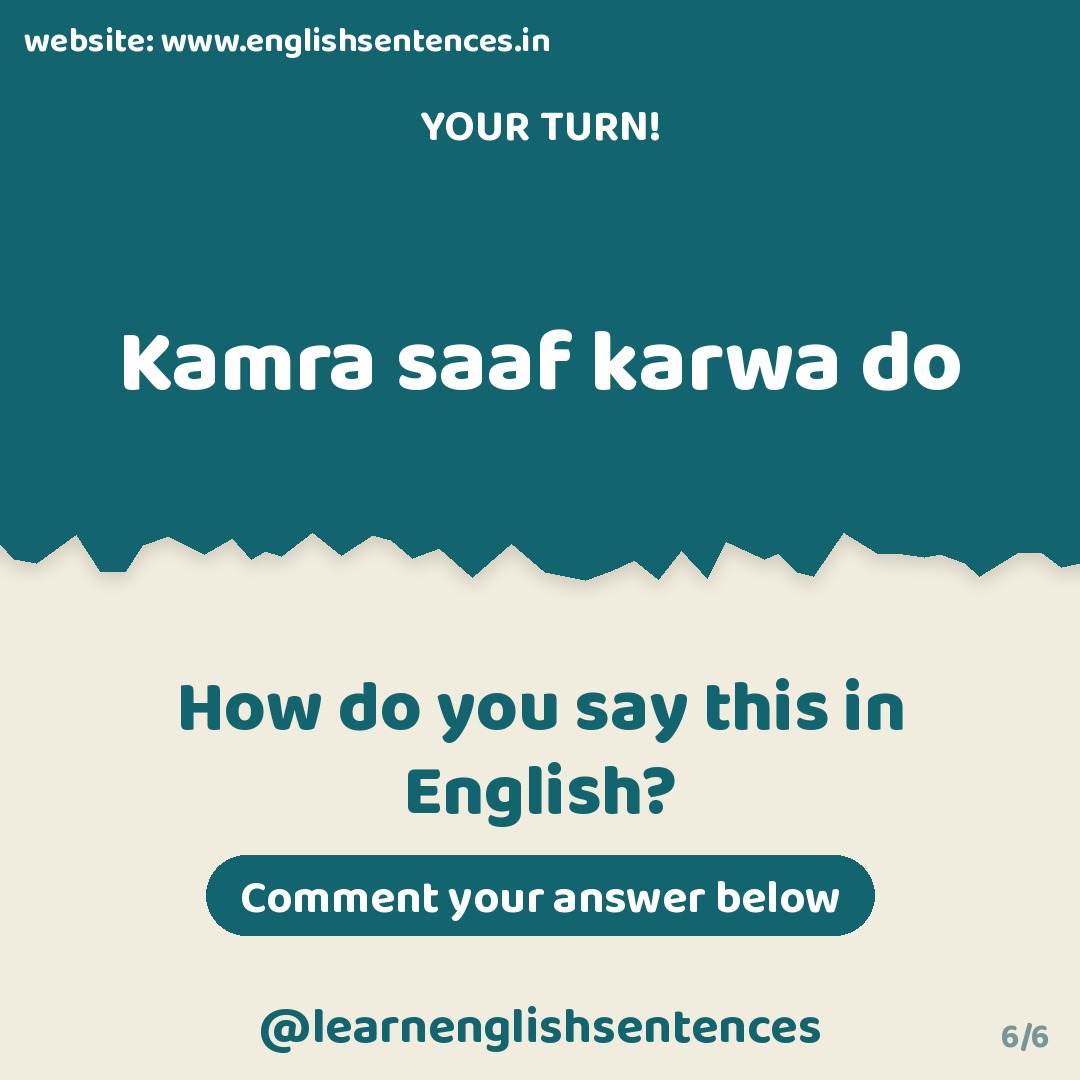 website: www.englishsentences.in
YOUR TURN!
Kamra saaf karwa do
How do you say this in
English?
Comment your answer below
@learnenglishsentences
6/6